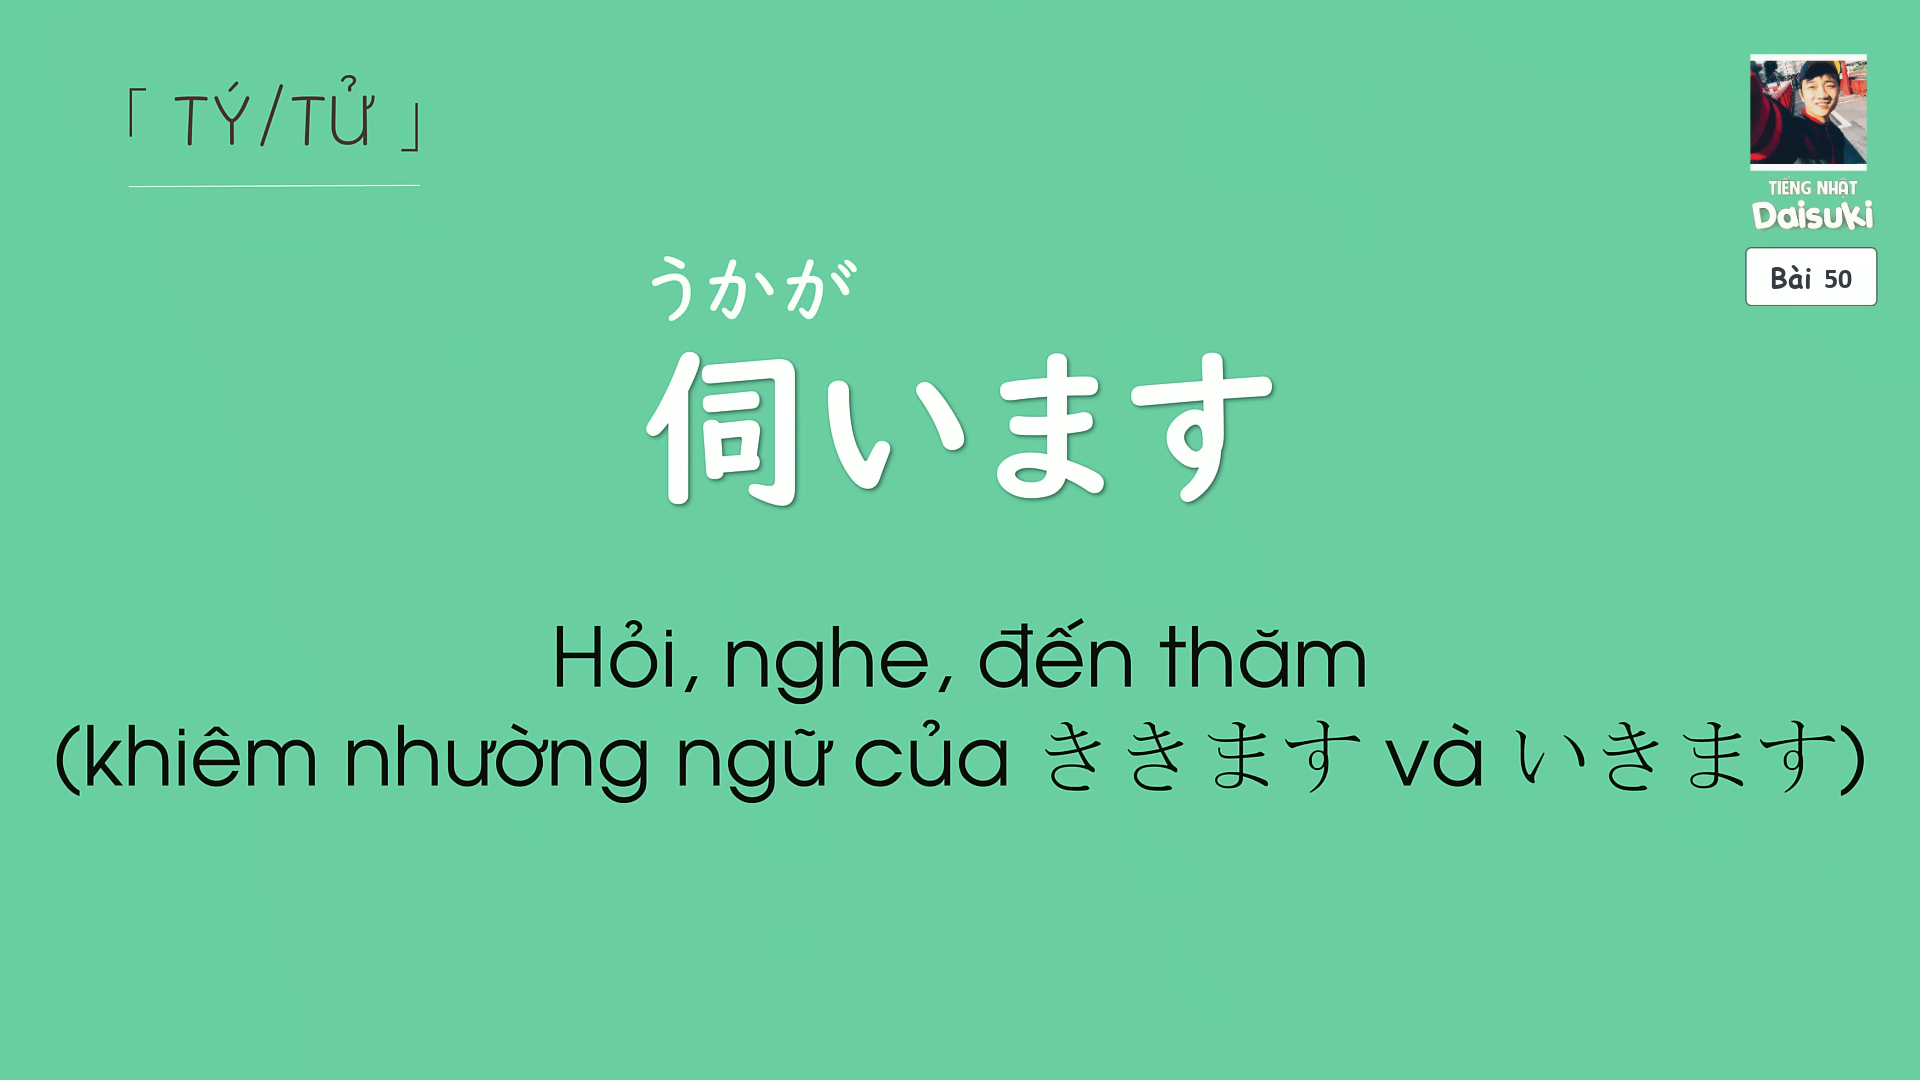 「 TÝ/TỬ 」
TIẾNG NHẬT
Daisuki
Bài 50
うかが
伺います
Hỏi, nghe, đến thăm
(khiêm nhường ngữ của ききます và いきます)